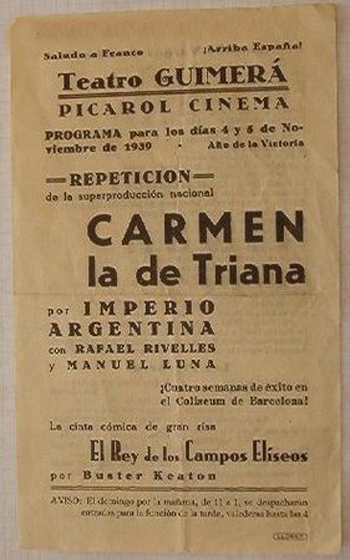 Saludo a Franco ¡Arriba España!
Teatro GUIMERÁ
PICAROL CINEMA
PROGRAMA para los días 4 y 5 de No-
viembre de 1939 · Año de la Victoria
=REPETICION=
de la superproducción nacional
CARMEN
la de Triana
por IMPERIO
ARGENTINA
con RAFAEL RIVELLES
y MANUEL LUNA
¡Cuatro semanas de éxito en
el Coliseum de Barcelona!
La cinta cómica de gran risa
El Rey de los Campos Elíseos
por Buster Keaton
AVISO: El domingo por la mañana, de 11 a 1, se despacharán
entradas para la función de la tarde, valederas hasta las 4